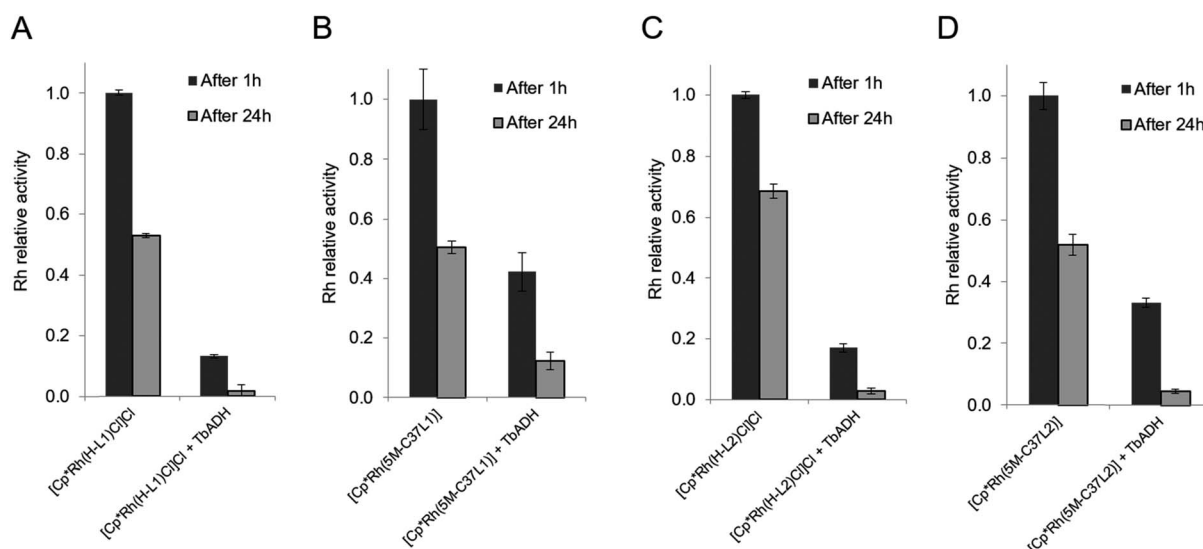 A
Rh relative activity
1.0
0.8
0.6
0.4
0.2
0.0
After 1h
After 24h
[Cp*Rh(H-L1)Cl]Cl
[Cp*Rh(H-L1)Cl]Cl + TbADH
B
Rh relative activity
1.0
0.8
0.6
0.4
0.2
0.0
After 1h
After 24h
[Cp*Rh(5M-C37L1)]
[Cp*Rh(5M-C37L1)] + TbADH
C
Rh relative activity
1.0
0.8
0.6
0.4
0.2
0.0
After 1h
After 24h
[Cp*Rh(H-L2)Cl]Cl
[Cp*Rh(H-L2)Cl]Cl + TbADH
D
Rh relative activity
1.0
0.8
0.6
0.4
0.2
0.0
After 1h
After 24h
[Cp*Rh(5M-C37L2)]
[Cp*Rh(5M-C37L2)] + TbADH